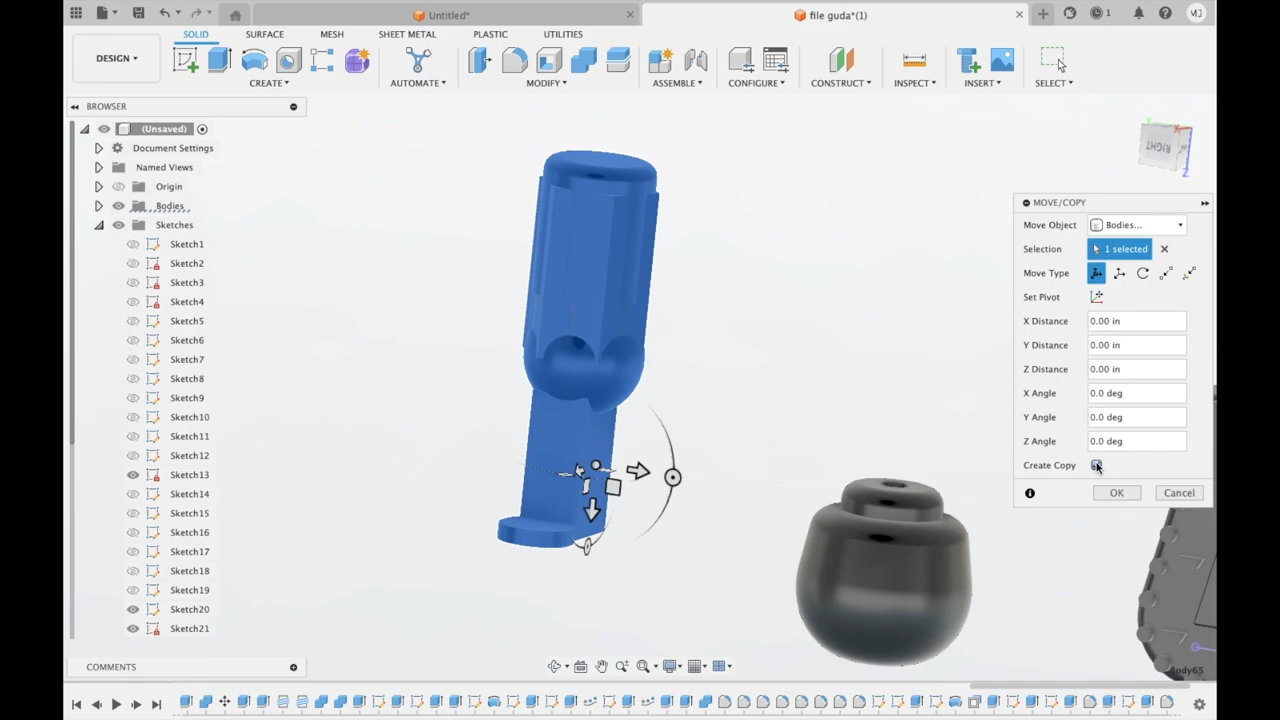 Untitled*
file guda*(1)
1
MJ
DESIGN
SOLID
SURFACE
MESH
SHEET METAL
PLASTIC
UTILITIES
CREATE
AUTOMATE
MODIFY
ASSEMBLE
CONFIGURE
CONSTRUCT
INSPECT
INSERT
SELECT
BROWSER
(Unsaved)
Document Settings
Named Views
Origin
Bodies
Sketches
Sketch1
Sketch2
Sketch3
Sketch4
Sketch5
Sketch6
Sketch7
Sketch8
Sketch9
Sketch10
Sketch11
Sketch12
Sketch13
Sketch14
Sketch15
Sketch16
Sketch17
Sketch18
Sketch19
Sketch20
Sketch21
COMMENTS
RIGHT
MOVE/COPY
Move Object
Bodies...
Selection
1 selected
Move Type
Set Pivot
X Distance 0.00 in
Y Distance 0.00 in
Z Distance 0.00 in
X Angle 0.0 deg
Y Angle 0.0 deg
Z Angle 0.0 deg
Create Copy
OK
Cancel
Body65